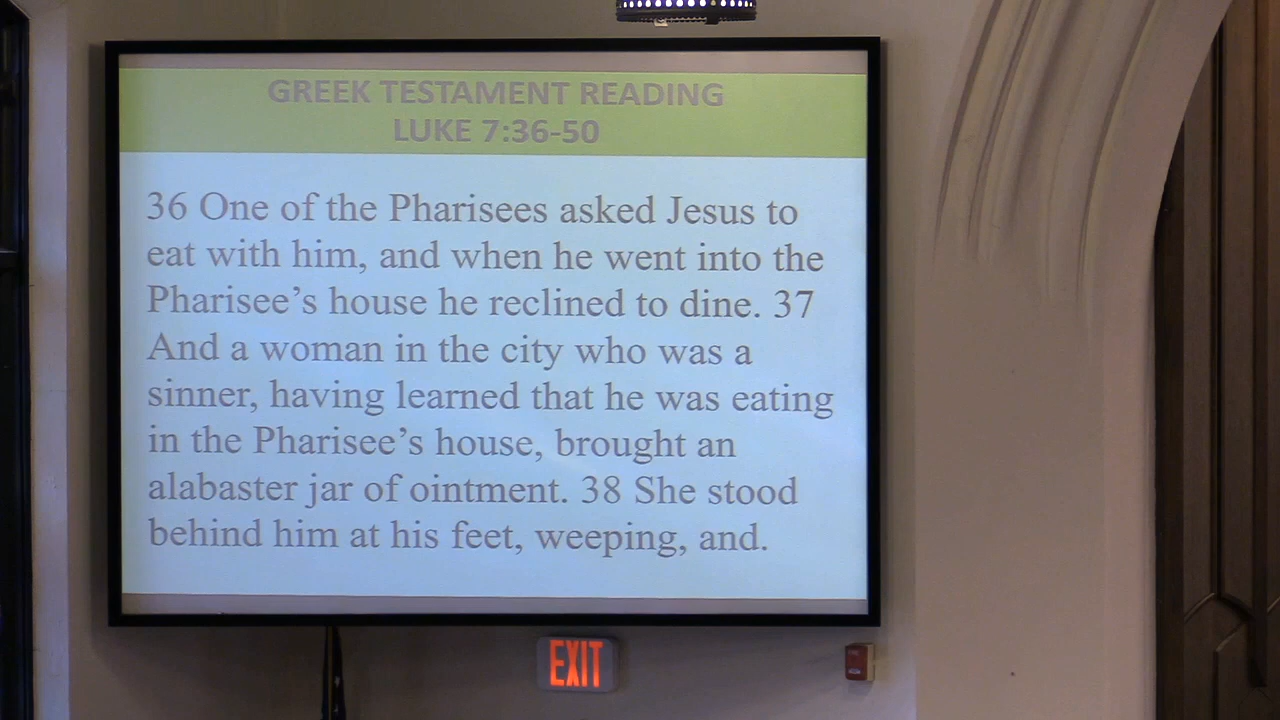 GREEK TESTAMENT READING
LUKE 7:36-50
36 One of the Pharisees asked Jesus to
eat with him, and when he went into the
Pharisee’s house he reclined to dine. 37
And a woman in the city who was a
sinner, having learned that he was eating
in the Pharisee’s house, brought an
alabaster jar of ointment. 38 She stood
behind him at his feet, weeping, and.
EXIT